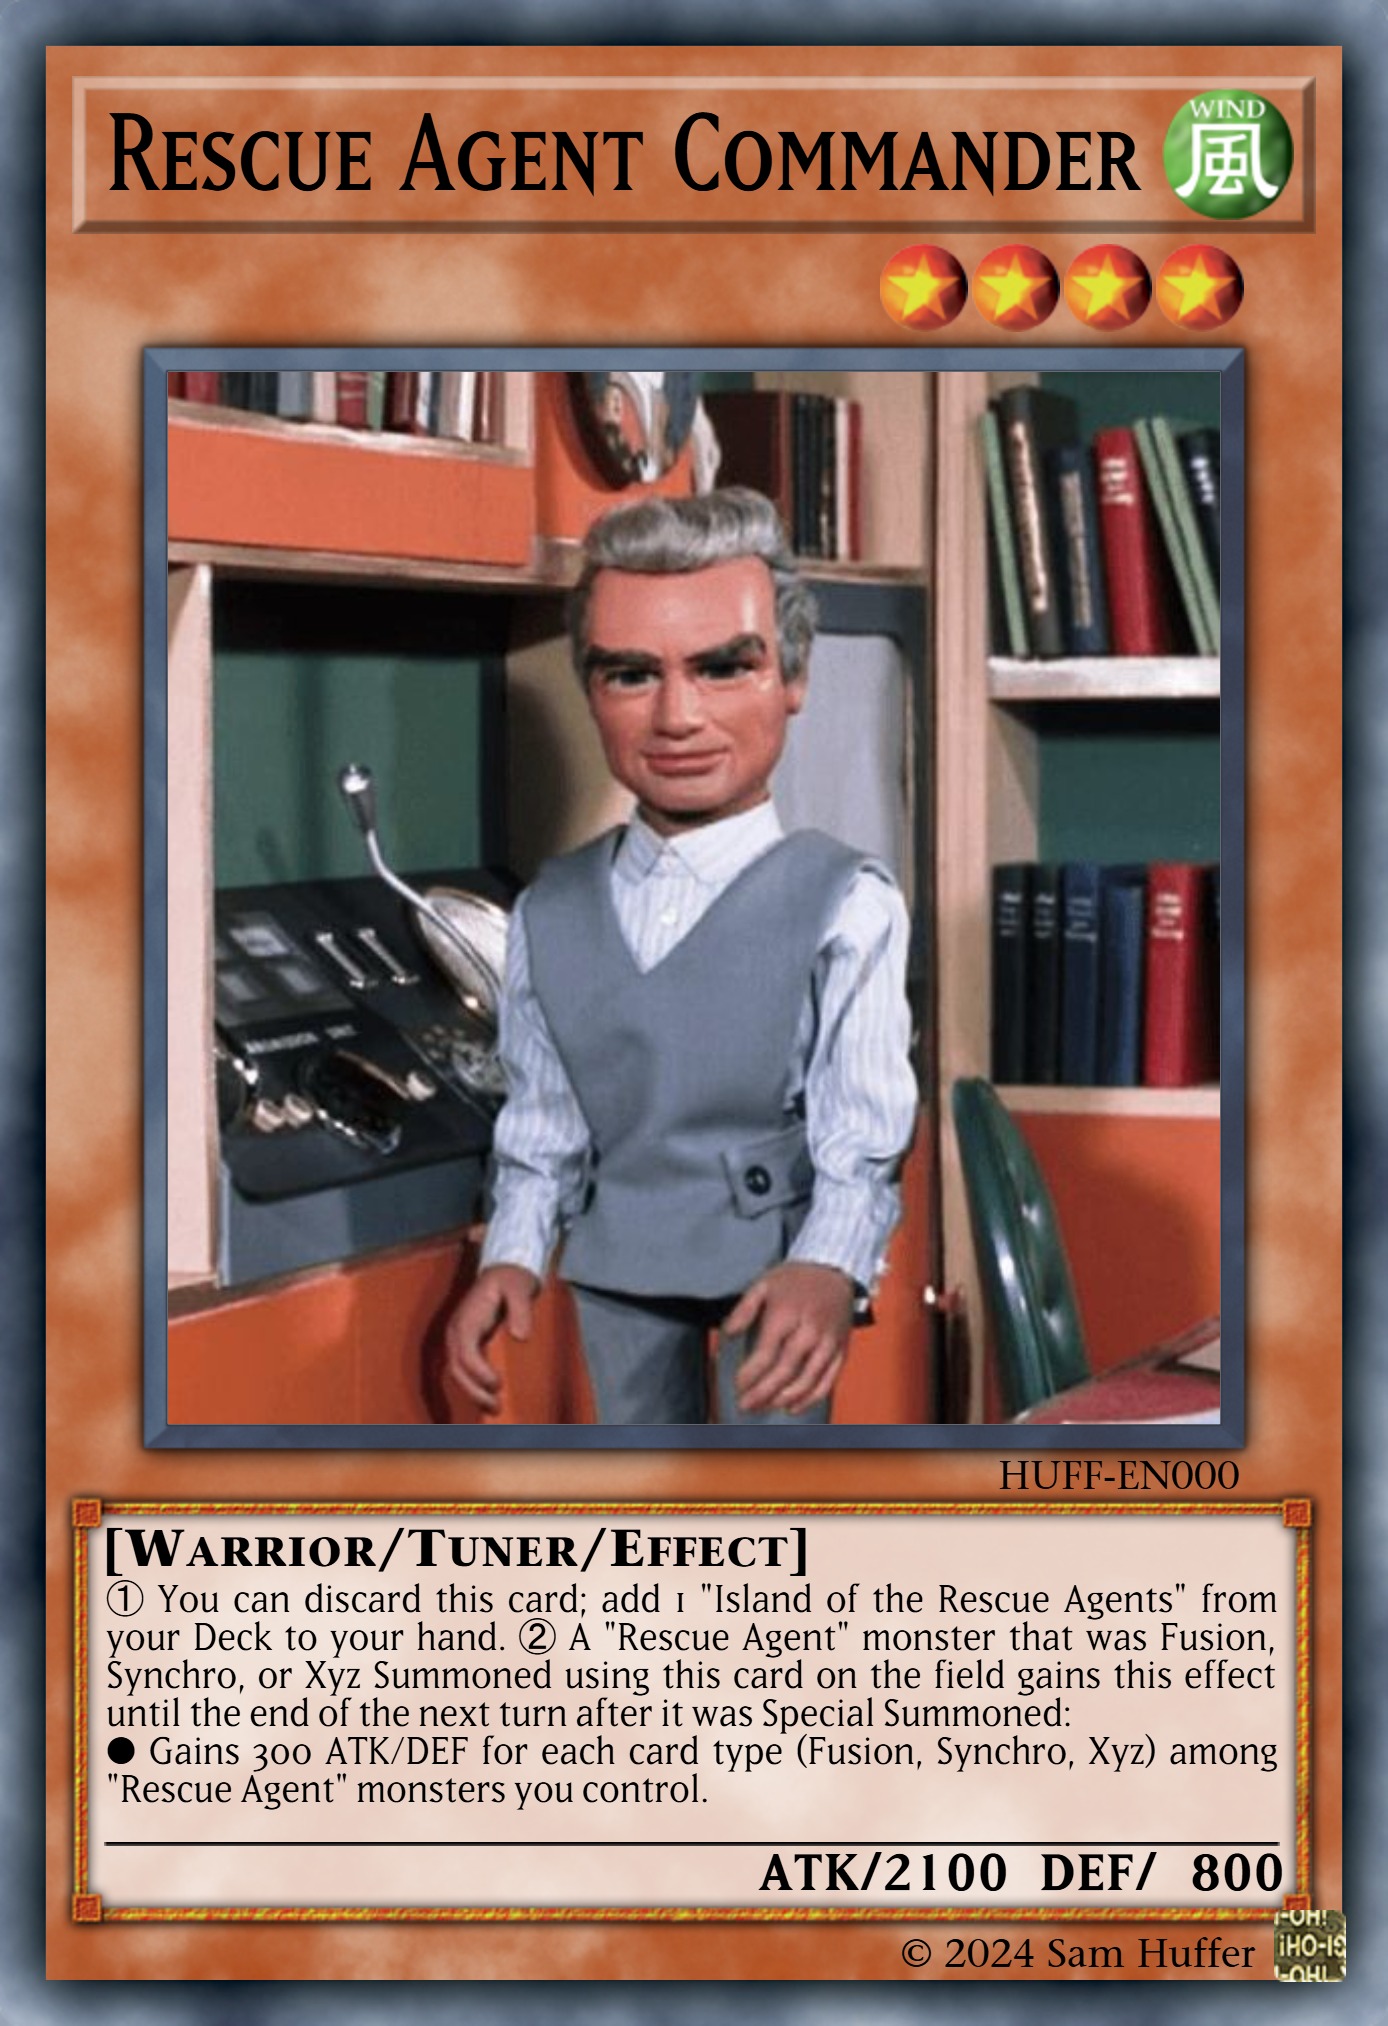 Rescue Agent Commander
WIND
風
HUFF-EN000
[Warrior/Tuner/Effect]
① You can discard this card; add 1 "Island of the Rescue Agents" from
your Deck to your hand. ② A "Rescue Agent" monster that was Fusion,
Synchro, or Xyz Summoned using this card on the field gains this effect
until the end of the next turn after it was Special Summoned:
● Gains 300 ATK/DEF for each card type (Fusion, Synchro, Xyz) among
"Rescue Agent" monsters you control.
ATK/2100 DEF/ 800
© 2024 Sam Huffer